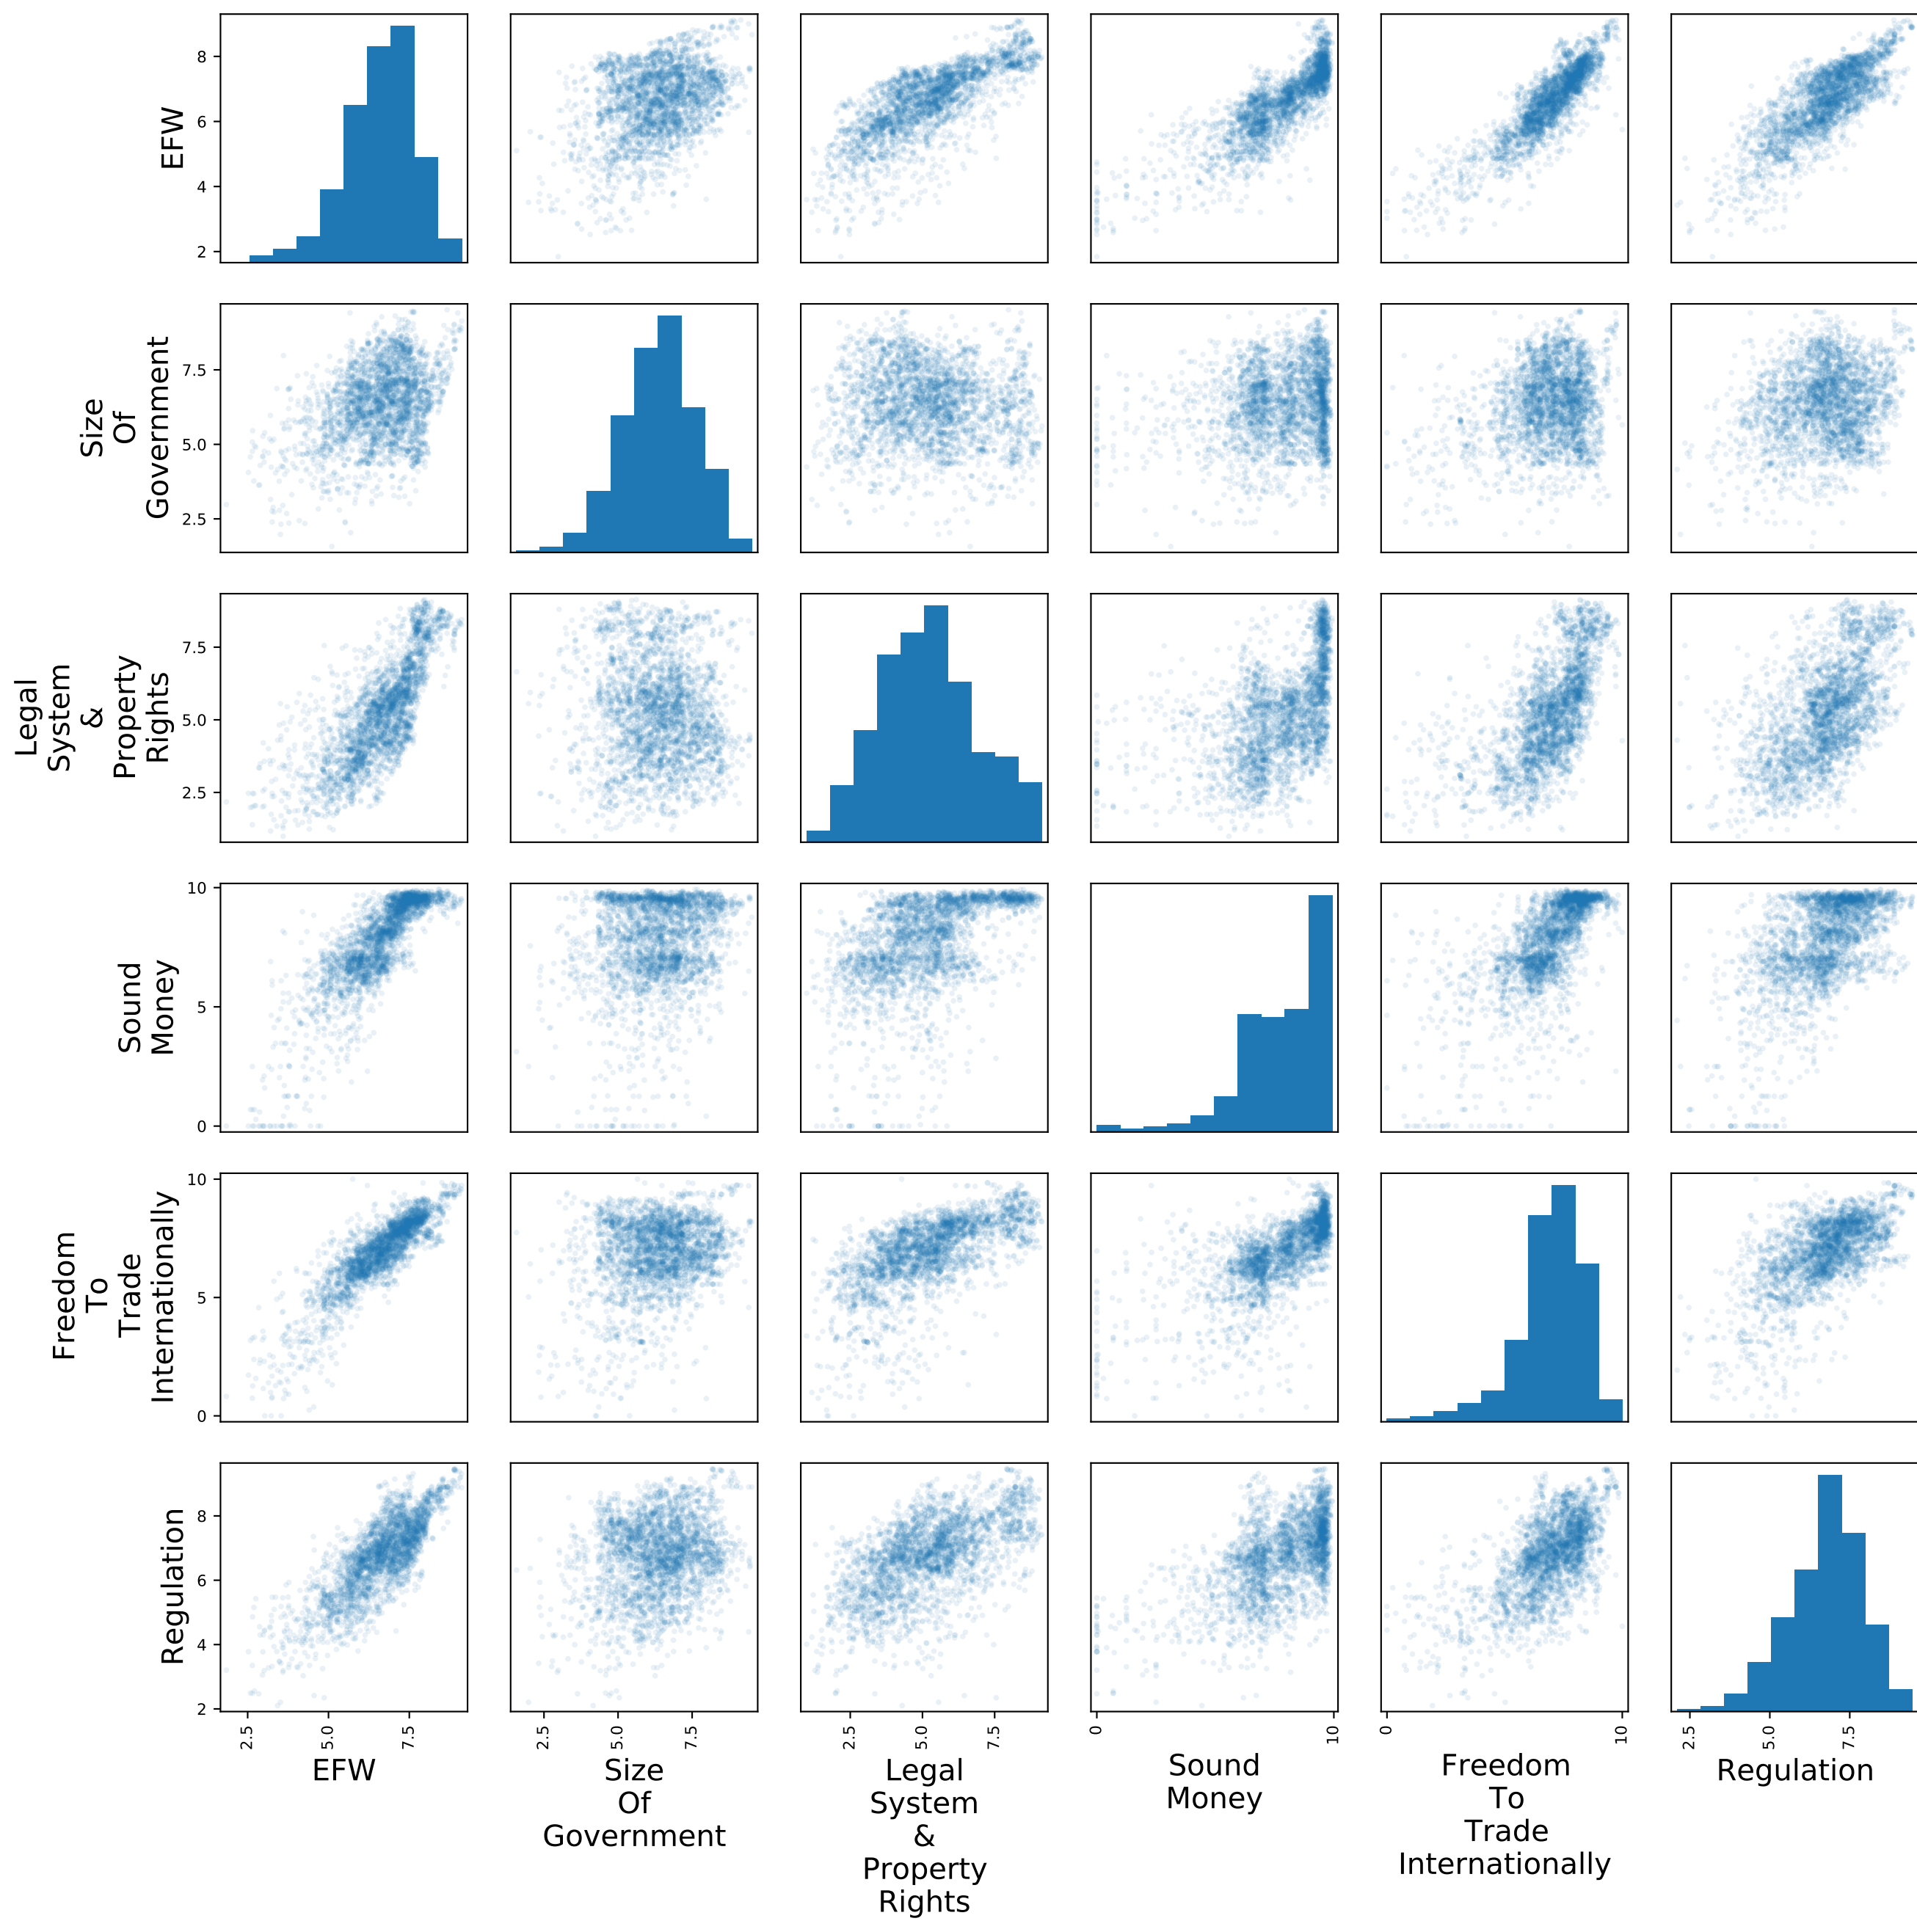 EFW
8
6
4
2
Size
Of
Government
7.5
5.0
2.5
Legal
System
&
Property
Rights
7.5
5.0
2.5
Sound
Money
10
5
0
Freedom
To
Trade
Internationally
10
5
0
Regulation
8
6
4
2
2.5
5.0
7.5
EFW
2.5
5.0
7.5
Size
Of
Government
2.5
5.0
7.5
Legal
System
&
Property
Rights
0
10
Sound
Money
0
10
Freedom
To
Trade
Internationally
2.5
5.0
7.5
Regulation